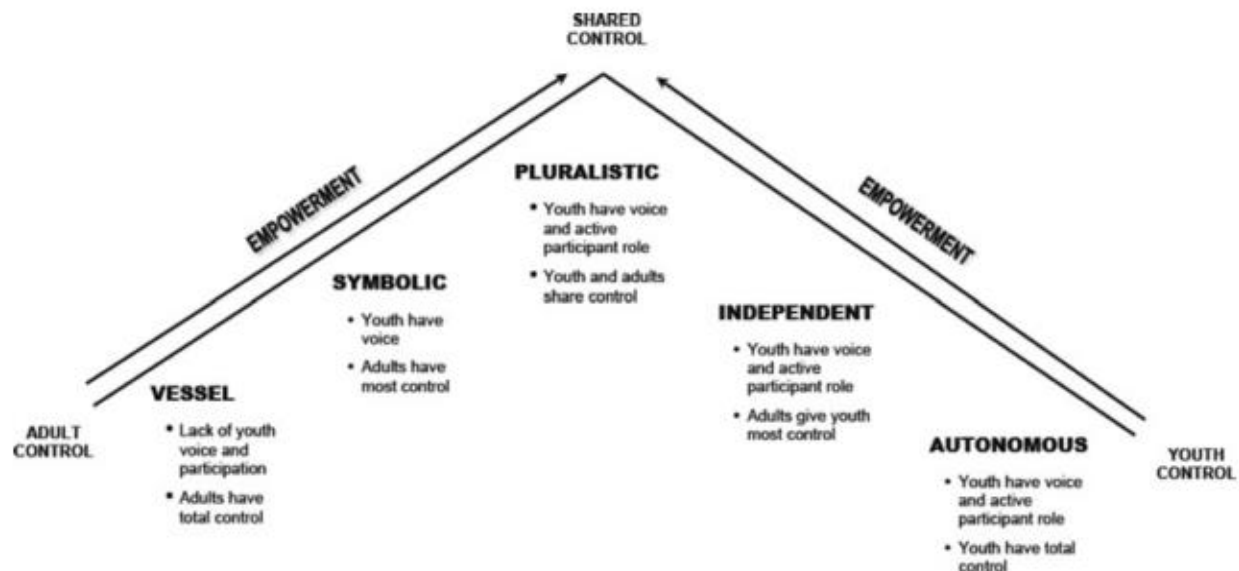 SHARED
CONTROL
EMPOWERMENT
EMPOWERMENT
PLURALISTIC
• Youth have voice
and active
participant role
• Youth and adults
share control
SYMBOLIC
• Youth have
voice
• Adults have
most control
INDEPENDENT
• Youth have voice
and active
participant role
• Adults give youth
most control
VESSEL
• Lack of youth
voice and
participation
• Adults have
total control
ADULT
CONTROL
AUTONOMOUS
• Youth have voice
and active
participant role
• Youth have total
control
YOUTH
CONTROL